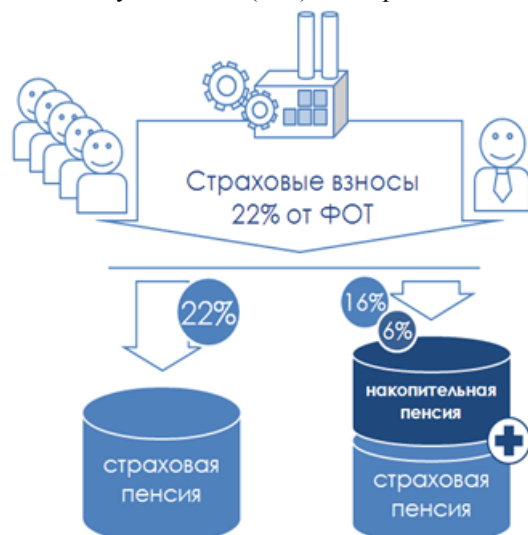 Страховые взносы
22% от ФОТ
22%
16%
6%
накопительная
пенсия
страховая
пенсия
страховая
пенсия